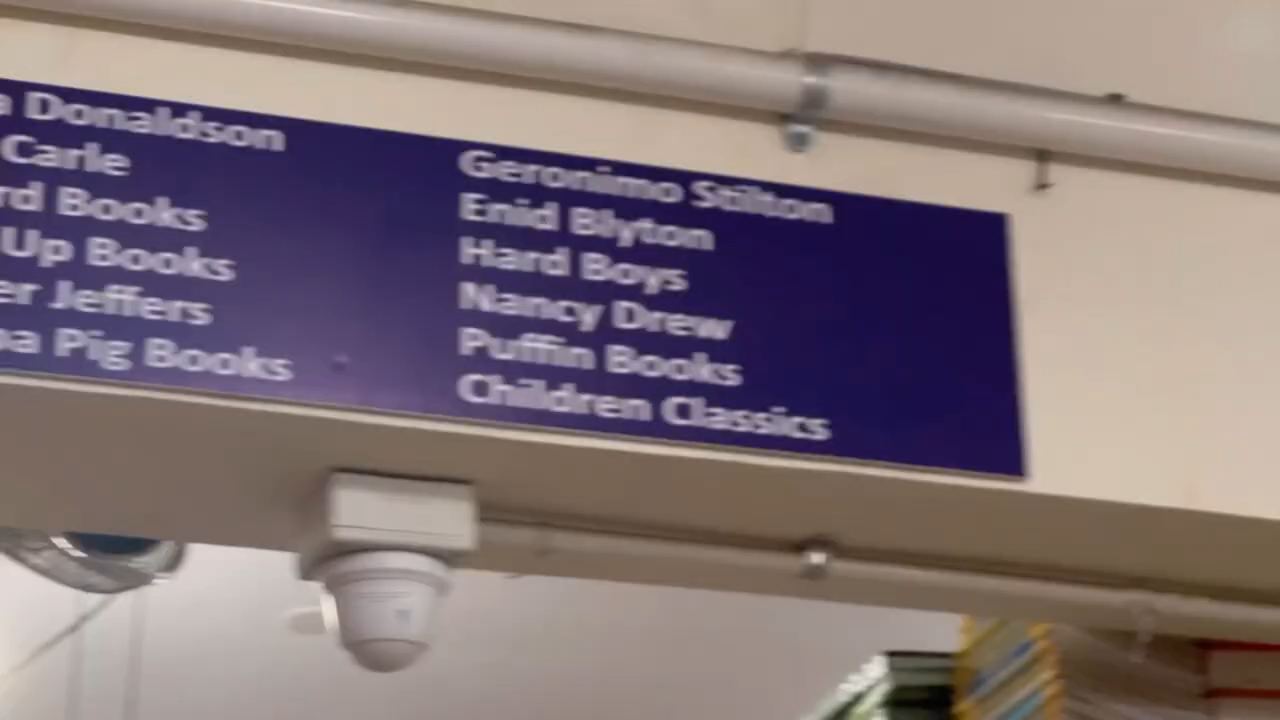 a Donaldson
Carle
rd Books
Up Books
er Jeffers
pa Pig Books
Geronimo Stilton
Enid Blyton
Hard Boys
Nancy Drew
Puffin Books
Children Classics